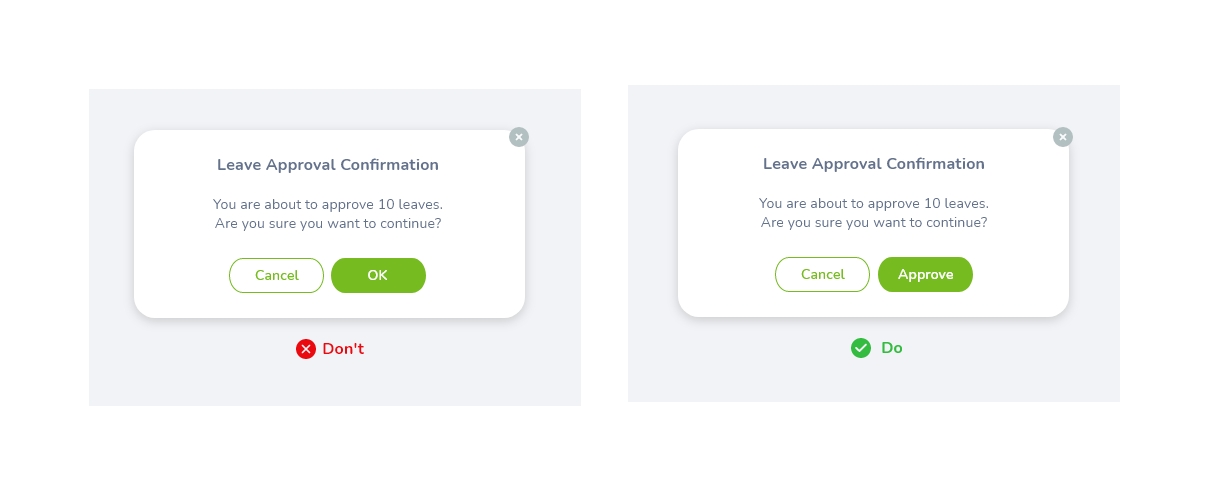 Leave Approval Confirmation
You are about to approve 10 leaves.
Are you sure you want to continue?
Cancel
OK
Don't
Leave Approval Confirmation
You are about to approve 10 leaves.
Are you sure you want to continue?
Cancel
Approve
Do